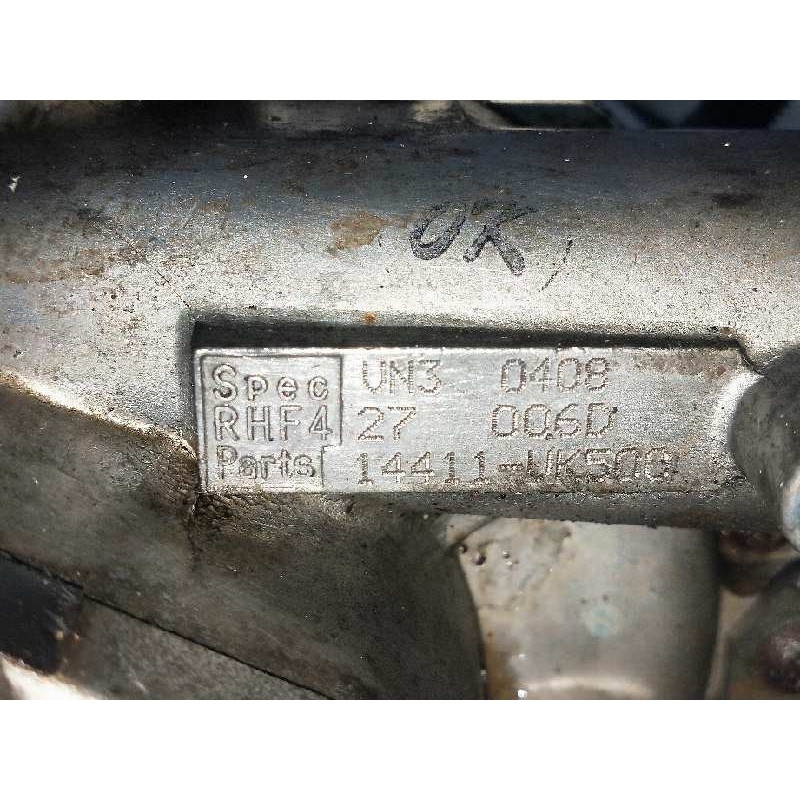 OK
Spec VN3 0408
RHF4 27 006D
Parts 14411-VK500